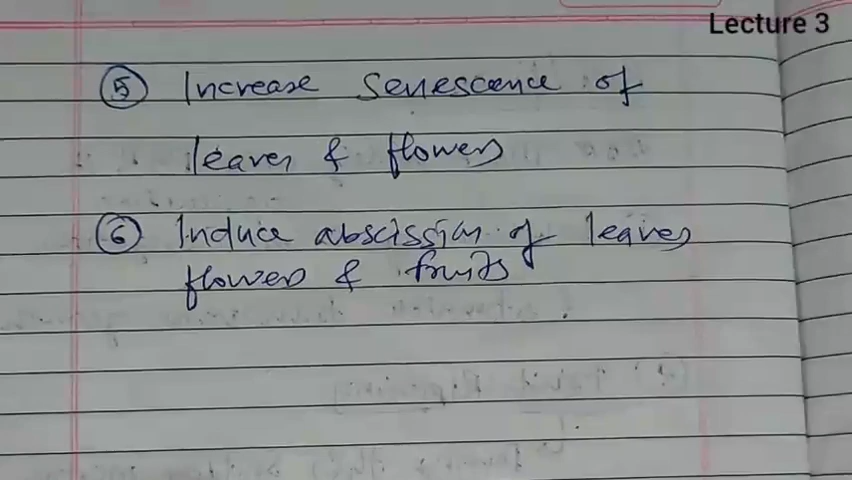 Lecture 3
⑤ Increase Senescence of
leaves & flowers
⑥ Induce abscission of leaves
flowers & fruits